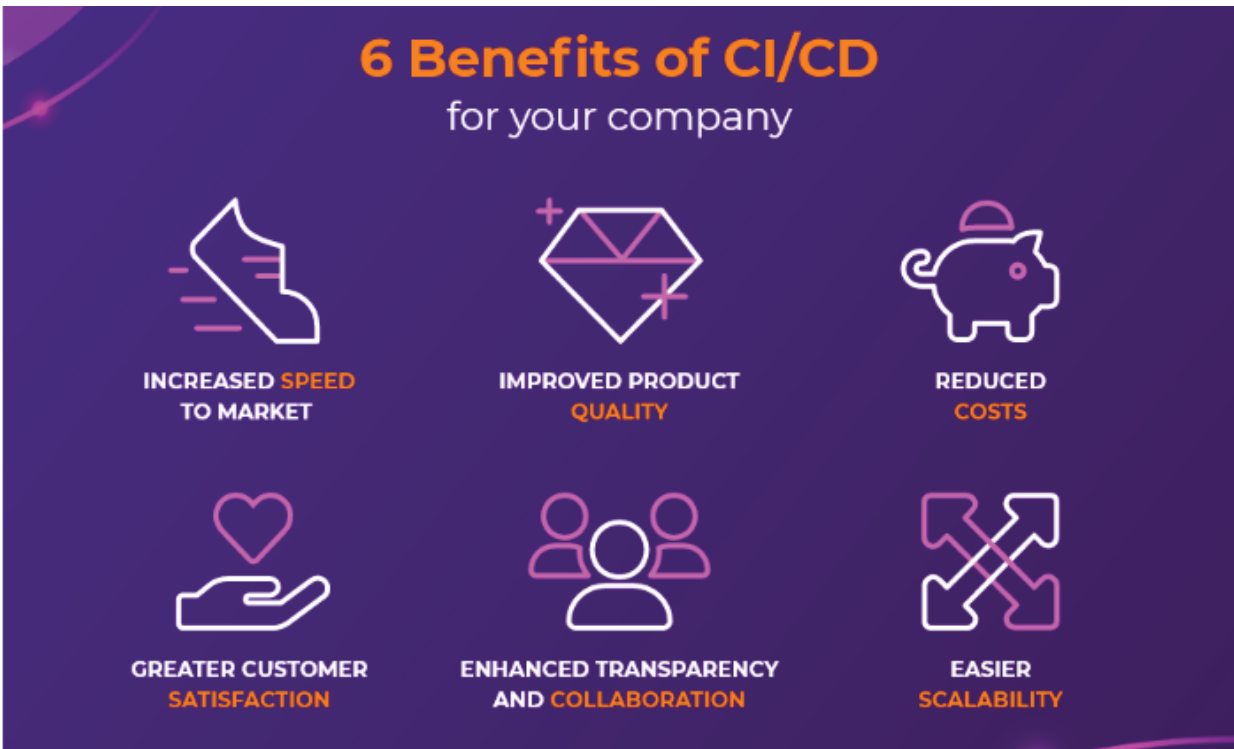 6 Benefits of CI/CD
for your company
INCREASED SPEED
TO MARKET
IMPROVED PRODUCT
QUALITY
REDUCED
COSTS
GREATER CUSTOMER
SATISFACTION
ENHANCED TRANSPARENCY
AND COLLABORATION
EASIER
SCALABILITY